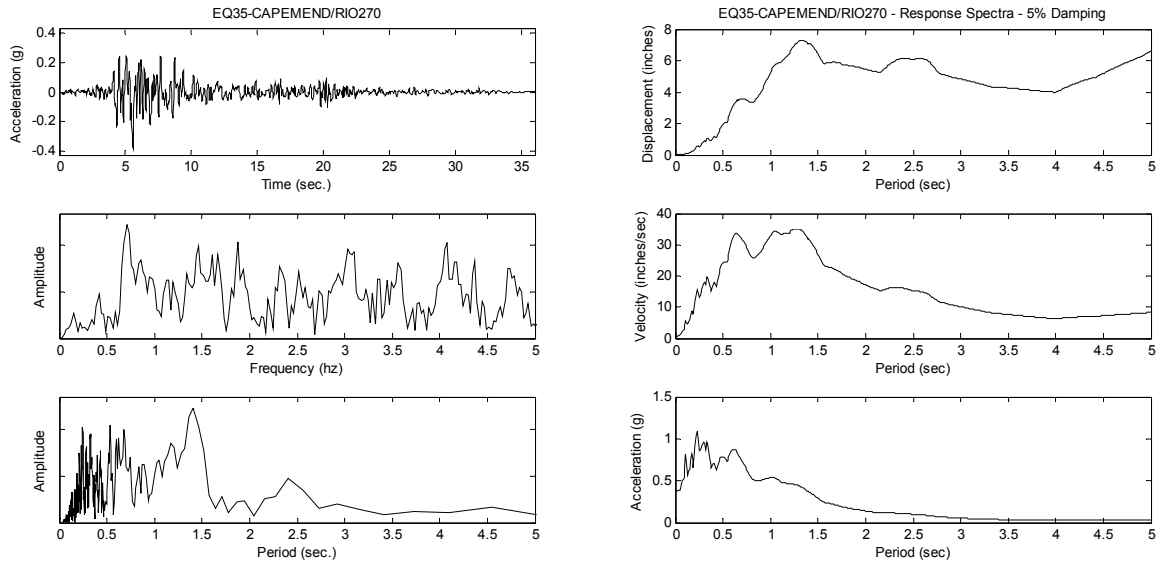 EQ35-CAPEMEND/RIO270
Acceleration (g)
0.4
0.2
0
-0.2
-0.4
0 5 10 15 20 25 30 35
Time (sec.)
Amplitude
0 0.5 1 1.5 2 2.5 3 3.5 4 4.5 5
Frequency (hz)
Amplitude
0 0.5 1 1.5 2 2.5 3 3.5 4 4.5 5
Period (sec.)
EQ35-CAPEMEND/RIO270 - Response Spectra - 5% Damping
Displacement (inches)
8
6
4
2
0
0 0.5 1 1.5 2 2.5 3 3.5 4 4.5 5
Period (sec)
Velocity (inches/sec)
40
30
20
10
0
0 0.5 1 1.5 2 2.5 3 3.5 4 4.5 5
Period (sec)
Acceleration (g)
1.5
1
0.5
0
0 0.5 1 1.5 2 2.5 3 3.5 4 4.5 5
Period (sec)